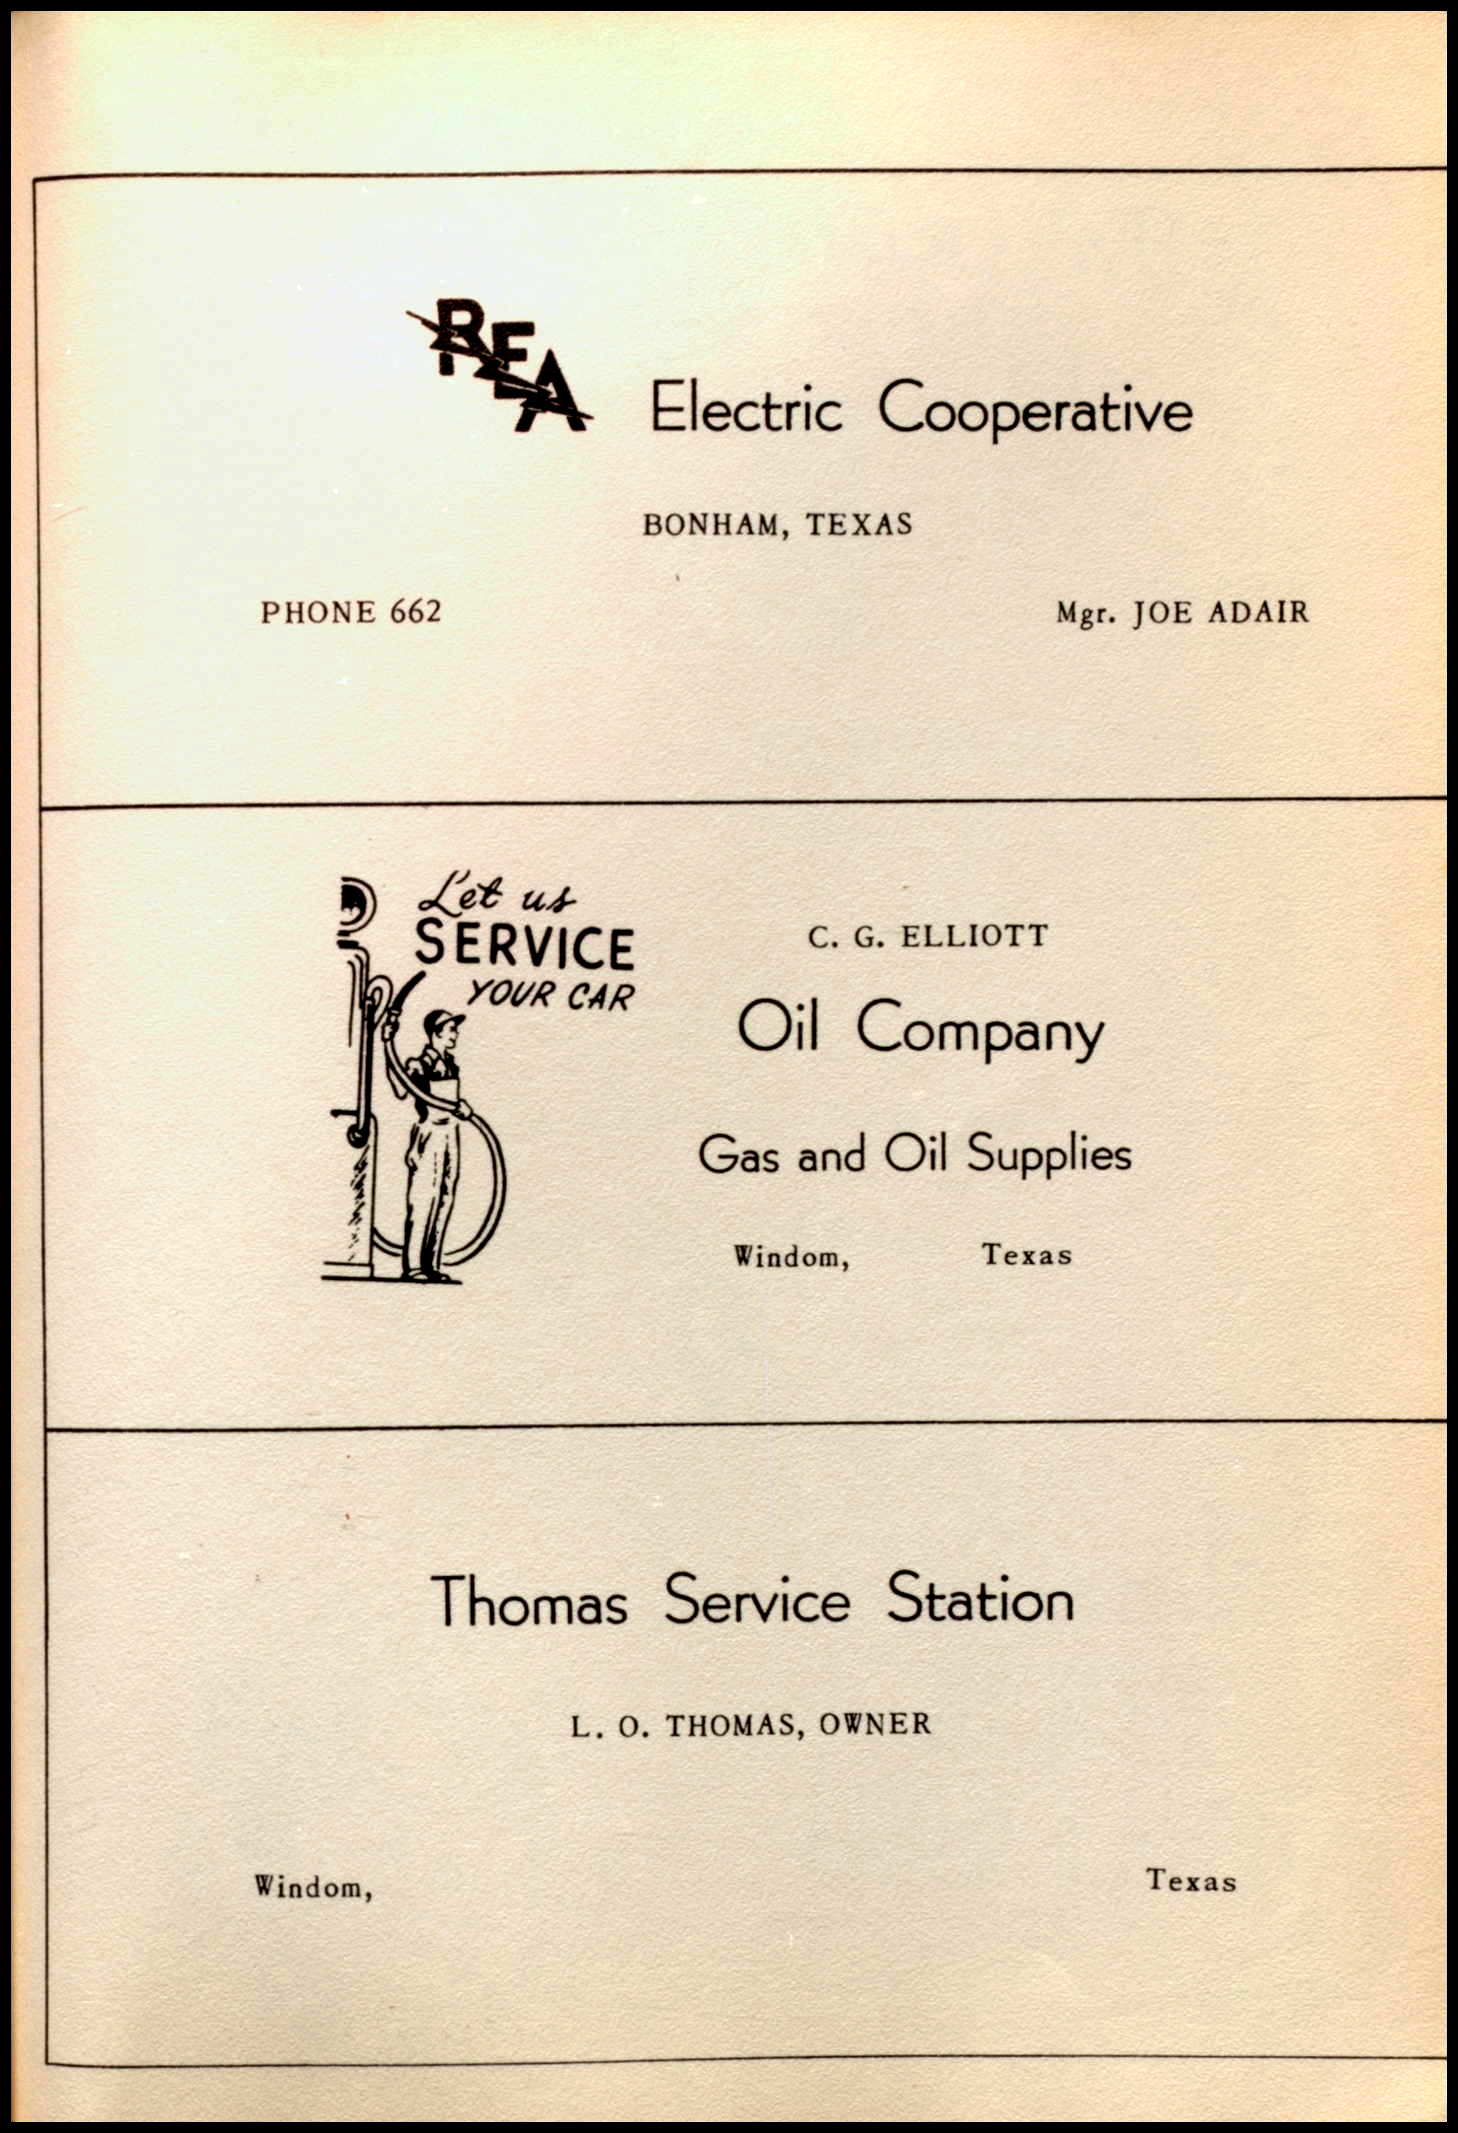 REA Electric Cooperative
BONHAM, TEXAS
PHONE 662 Mgr. JOE ADAIR
Let us
SERVICE
YOUR CAR
C. G. ELLIOTT
Oil Company
Gas and Oil Supplies
Windom, Texas
Thomas Service Station
L. O. THOMAS, OWNER
Windom, Texas